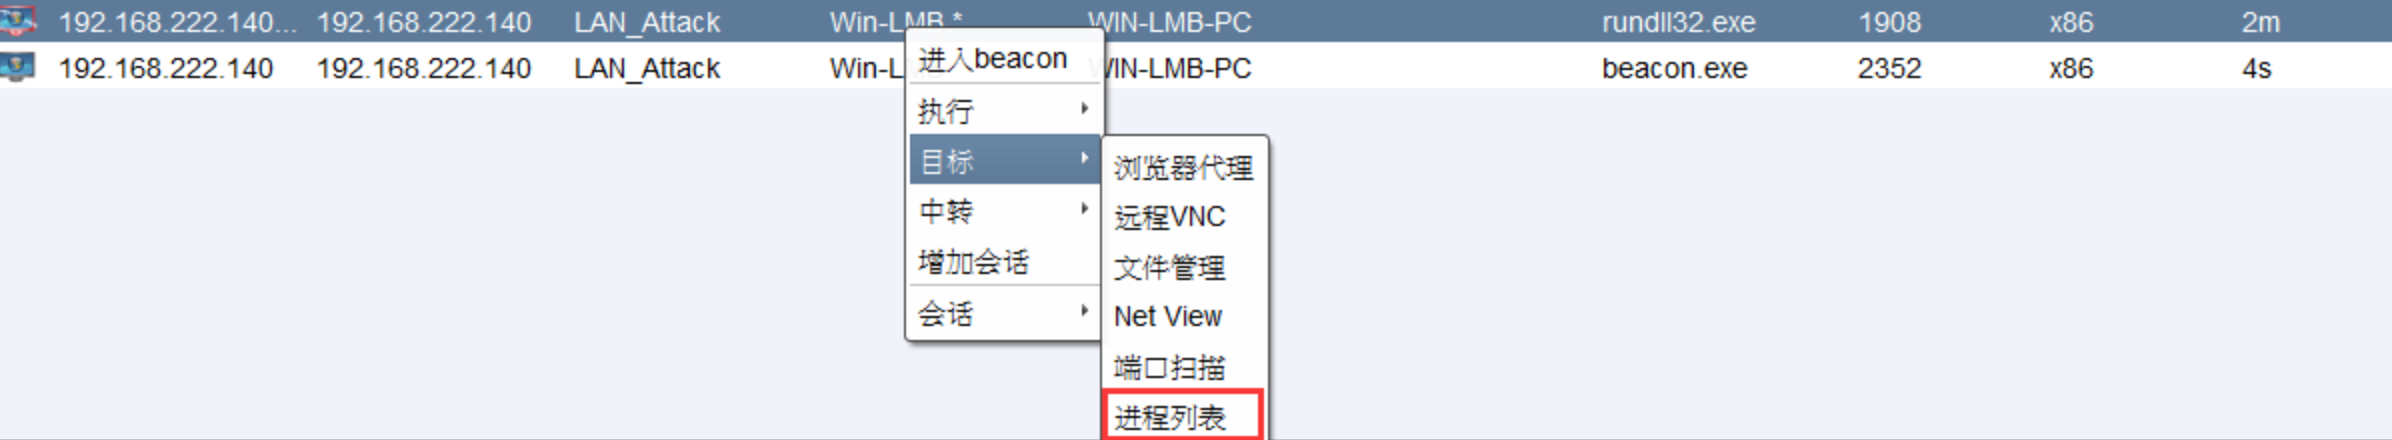 192.168.222.140... 192.168.222.140 LAN_Attack Win-LMB * WIN-LMB-PC rundll32.exe 1908 x86 2m
192.168.222.140 192.168.222.140 LAN_Attack Win-L WIN-LMB-PC beacon.exe 2352 x86 4s
进入beacon
执行
目标
中转
增加会话
会话
浏览器代理
远程VNC
文件管理
Net View
端口扫描
进程列表